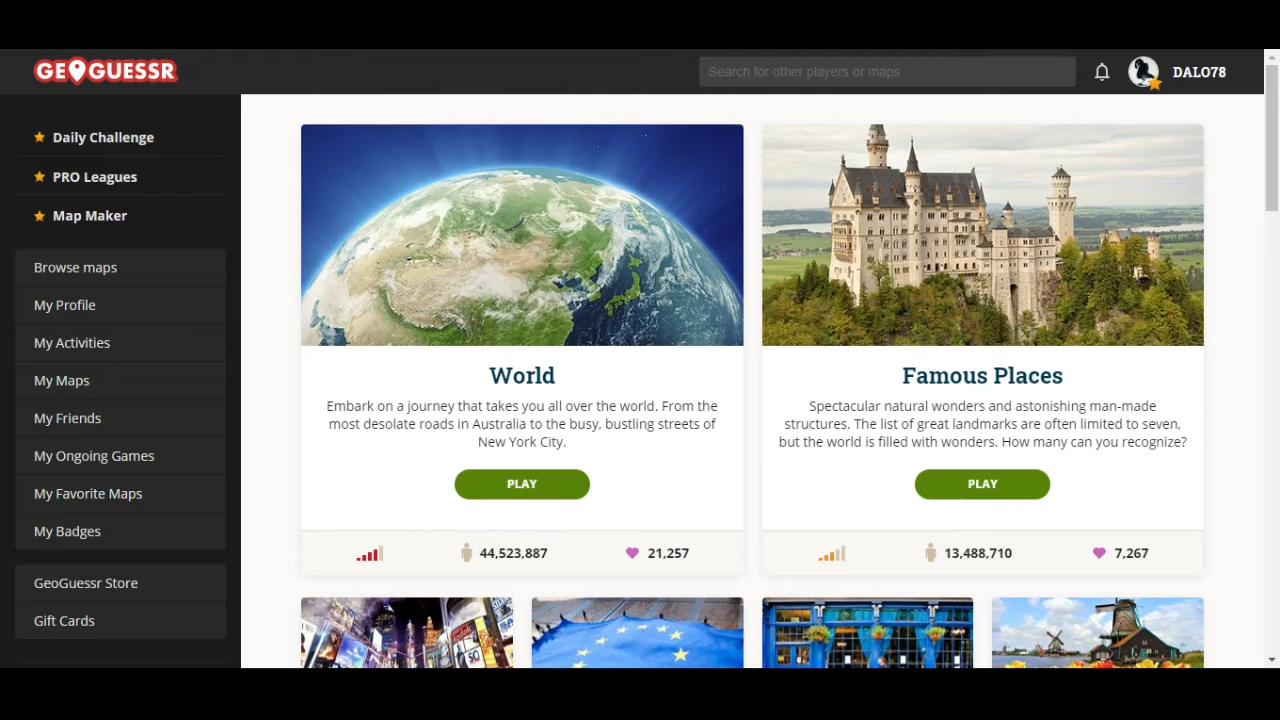 GEOGUESSR
Search for other players or maps
DALO78
Daily Challenge
PRO Leagues
Map Maker
Browse maps
My Profile
My Activities
My Maps
My Friends
My Ongoing Games
My Favorite Maps
My Badges
GeoGuessr Store
Gift Cards
World
Embark on a journey that takes you all over the world. From the
most desolate roads in Australia to the busy, bustling streets of
New York City.
PLAY
44,523,887
21,257
Famous Places
Spectacular natural wonders and astonishing man-made
structures. The list of great landmarks are often limited to seven,
but the world is filled with wonders. How many can you recognize?
PLAY
13,488,710
7,267